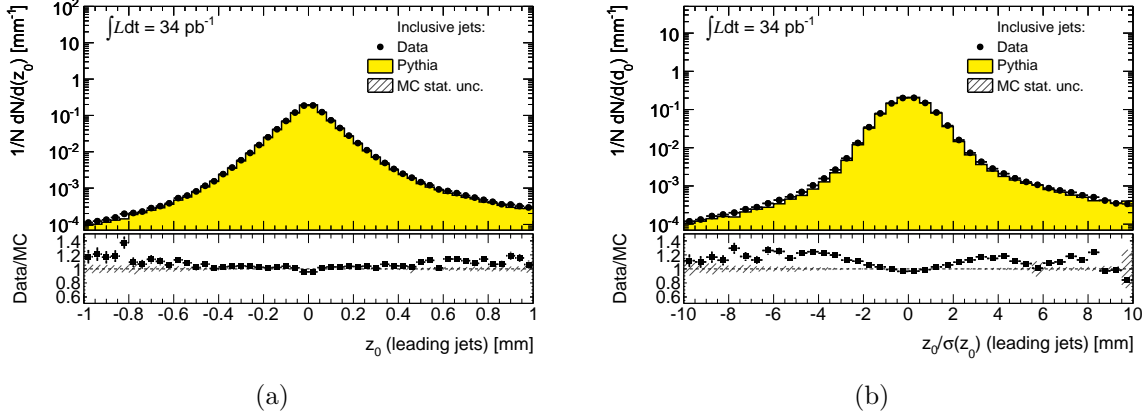 ∫Ldt = 34 pb⁻¹
Inclusive jets:
Data
Pythia
MC stat. unc.
1/N dN/d(z₀) [mm⁻¹]
10²
10
1
10⁻¹
10⁻²
10⁻³
10⁻⁴
Data/MC
1.4
1.2
1
0.8
0.6
-1 -0.8 -0.6 -0.4 -0.2 0 0.2 0.4 0.6 0.8 1
z₀ (leading jets) [mm]
(a)
∫Ldt = 34 pb⁻¹
Inclusive jets:
Data
Pythia
MC stat. unc.
1/N dN/d(d₀) [mm⁻¹]
10
1
10⁻¹
10⁻²
10⁻³
10⁻⁴
Data/MC
1.4
1.2
1
0.8
0.6
-10 -8 -6 -4 -2 0 2 4 6 8 10
z₀/σ(z₀) (leading jets) [mm]
(b)